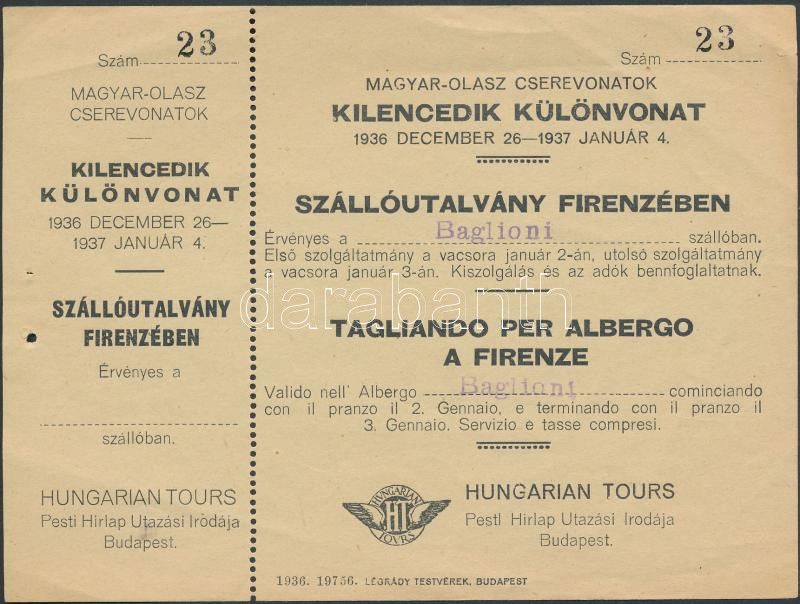 Szám 23
MAGYAR-OLASZ
CSEREVONATOK
KILENCEDIK
KÜLÖNVONAT
1936 DECEMBER 26—
1937 JANUÁR 4.
SZÁLLÓUTALVÁNY
FIRENZÉBEN
Érvényes a
szállóban.
HUNGARIAN TOURS
Pesti Hirlap Utazási Irodája
Budapest.
Szám 23
MAGYAR-OLASZ CSEREVONATOK
KILENCEDIK KÜLÖNVONAT
1936 DECEMBER 26—1937 JANUÁR 4.
SZÁLLÓUTALVÁNY FIRENZÉBEN
Érvényes a Baglioni szállóban.
Első szolgáltatmány a vacsora január 2-án, utolsó szolgáltatmány
a vacsora január 3-án. Kiszolgálás és az adók bennfoglaltatnak.
darabanth
TAGLIANDO PER ALBERGO
A FIRENZE
Valido nell' Albergo Baglioni cominciando
con il pranzo il 2. Gennaio, e terminando con il pranzo il
3. Gennaio. Servizio e tasse compresi.
HUNGARIAN
HT
TOVRS
HUNGARIAN TOURS
Pesti Hirlap Utazási Irodája
Budapest.
1936. 19756. LÉGRÁDY TESTVÉREK, BUDAPEST